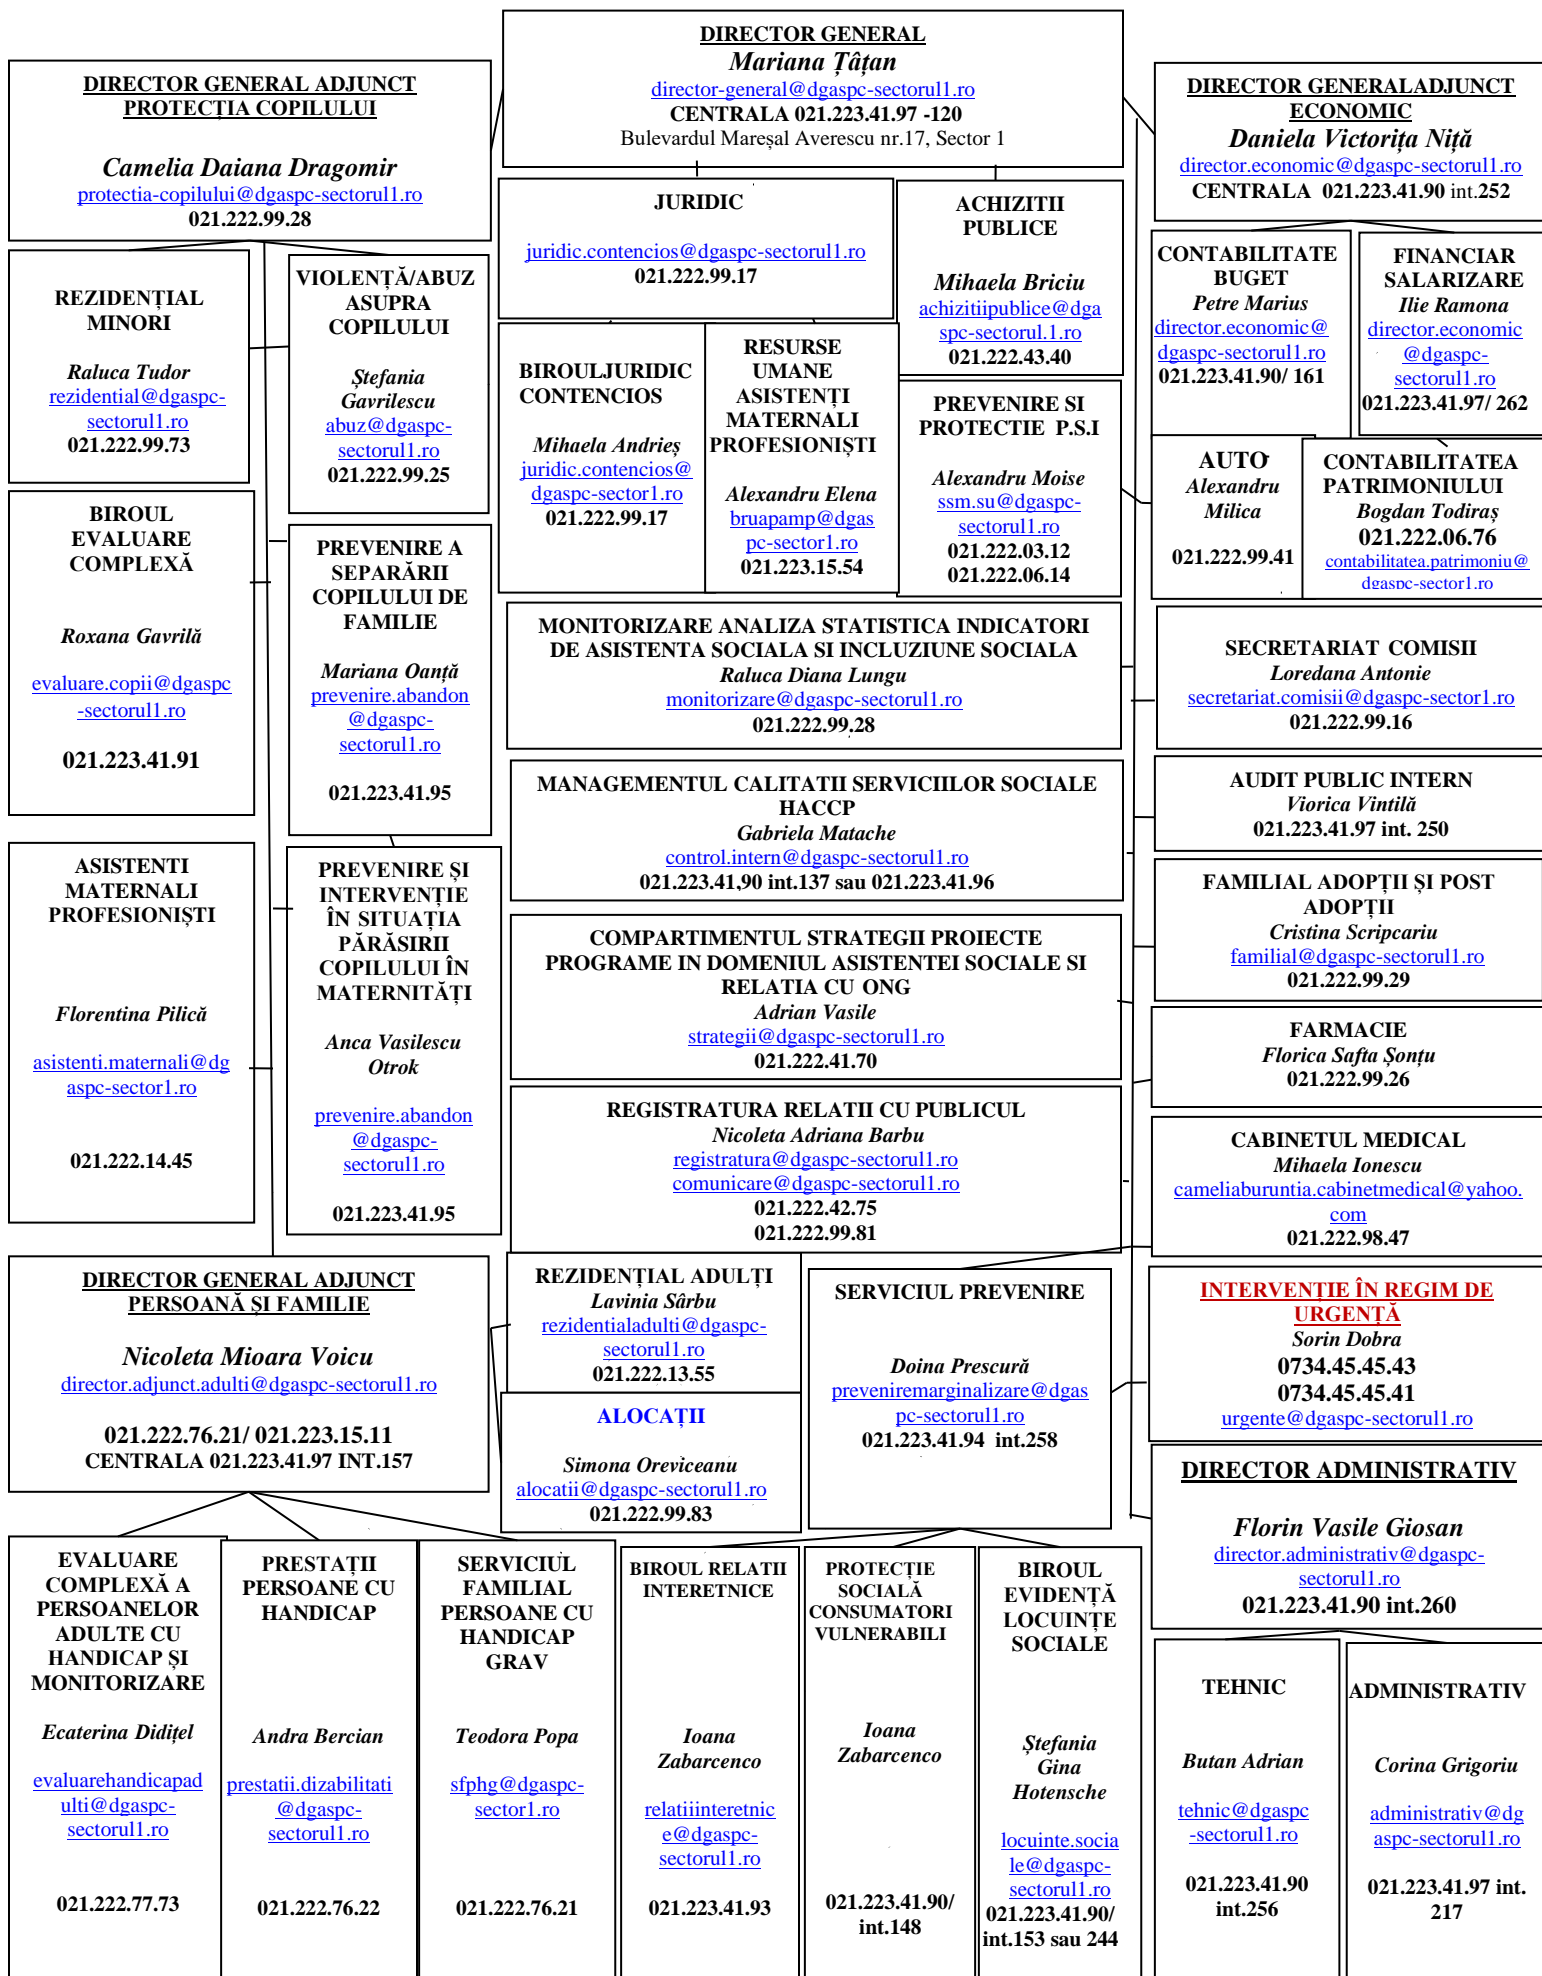 DIRECTOR GENERAL
Mariana Țâțan
director-general@dgaspc-sectorul1.ro
CENTRALA 021.223.41.97 -120
Bulevardul Mareșal Averescu nr.17, Sector 1
DIRECTOR GENERAL ADJUNCT
PROTECȚIA COPILULUI
Camelia Daiana Dragomir
protectia-copilului@dgaspc-sectorul1.ro
021.222.99.28
DIRECTOR GENERALADJUNCT
ECONOMIC
Daniela Victorița Niță
director.economic@dgaspc-sectorul1.ro
CENTRALA 021.223.41.90 int.252
JURIDIC
juridic.contencios@dgaspc-sectorul1.ro
021.222.99.17
ACHIZITII
PUBLICE
Mihaela Briciu
achizitiipublice@dga
spc-sectorul.1.ro
021.222.43.40
CONTABILITATE
BUGET
Petre Marius
director.economic@
dgaspc-sectorul1.ro
021.223.41.90/ 161
FINANCIAR
SALARIZARE
Ilie Ramona
director.economic
@dgaspc-
sectorul1.ro
021.223.41.97/ 262
REZIDENȚIAL
MINORI
Raluca Tudor
rezidential@dgaspc-
sectorul1.ro
021.222.99.73
VIOLENȚĂ/ABUZ
ASUPRA
COPILULUI
Ștefania
Gavrilescu
abuz@dgaspc-
sectorul1.ro
021.222.99.25
BIROULJURIDIC
CONTENCIOS
Mihaela Andrieș
juridic.contencios@
dgaspc-sector1.ro
021.222.99.17
RESURSE
UMANE
ASISTENȚI
MATERNALI
PROFESIONIȘTI
Alexandru Elena
bruapamp@dgas
pc-sector1.ro
021.223.15.54
PREVENIRE SI
PROTECTIE P.S.I
Alexandru Moise
ssm.su@dgaspc-
sectorul1.ro
021.222.03.12
021.222.06.14
AUTO
Alexandru
Milica
021.222.99.41
CONTABILITATEA
PATRIMONIULUI
Bogdan Todiraș
021.222.06.76
contabilitatea.patrimoniu@
dgaspc-sector1.ro
BIROUL
EVALUARE
COMPLEXĂ
Roxana Gavrilă
evaluare.copii@dgaspc
-sectorul1.ro
021.223.41.91
PREVENIRE A
SEPARĂRII
COPILULUI DE
FAMILIE
Mariana Oanță
prevenire.abandon
@dgaspc-
sectorul1.ro
021.223.41.95
MONITORIZARE ANALIZA STATISTICA INDICATORI
DE ASISTENTA SOCIALA SI INCLUZIUNE SOCIALA
Raluca Diana Lungu
monitorizare@dgaspc-sectorul1.ro
021.222.99.28
SECRETARIAT COMISII
Loredana Antonie
secretariat.comisii@dgaspc-sector1.ro
021.222.99.16
MANAGEMENTUL CALITATII SERVICIILOR SOCIALE
HACCP
Gabriela Matache
control.intern@dgaspc-sectorul1.ro
021.223.41,90 int.137 sau 021.223.41.96
AUDIT PUBLIC INTERN
Viorica Vintilă
021.223.41.97 int. 250
ASISTENTI
MATERNALI
PROFESIONIȘTI
Florentina Pilică
asistenti.maternali@dg
aspc-sector1.ro
021.222.14.45
PREVENIRE ȘI
INTERVENȚIE
ÎN SITUAȚIA
PĂRĂSIRII
COPILULUI ÎN
MATERNITĂȚI
Anca Vasilescu
Otrok
prevenire.abandon
@dgaspc-
sectorul1.ro
021.223.41.95
COMPARTIMENTUL STRATEGII PROIECTE
PROGRAME IN DOMENIUL ASISTENTEI SOCIALE SI
RELATIA CU ONG
Adrian Vasile
strategii@dgaspc-sectorul1.ro
021.222.41.70
FAMILIAL ADOPȚII ȘI POST
ADOPȚII
Cristina Scripcariu
familial@dgaspc-sectorul1.ro
021.222.99.29
FARMACIE
Florica Safta Șonțu
021.222.99.26
REGISTRATURA RELATII CU PUBLICUL
Nicoleta Adriana Barbu
registratura@dgaspc-sectorul1.ro
comunicare@dgaspc-sectorul1.ro
021.222.42.75
021.222.99.81
CABINETUL MEDICAL
Mihaela Ionescu
cameliaburuntia.cabinetmedical@yahoo.
com
021.222.98.47
DIRECTOR GENERAL ADJUNCT
PERSOANĂ ȘI FAMILIE
Nicoleta Mioara Voicu
director.adjunct.adulti@dgaspc-sectorul1.ro
021.222.76.21/ 021.223.15.11
CENTRALA 021.223.41.97 INT.157
REZIDENȚIAL ADULȚI
Lavinia Sârbu
rezidentialadulti@dgaspc-
sectorul1.ro
021.222.13.55
ALOCAȚII
Simona Oreviceanu
alocatii@dgaspc-sectorul1.ro
021.222.99.83
SERVICIUL PREVENIRE
Doina Prescură
preveniremarginalizare@dgas
pc-sectorul1.ro
021.223.41.94 int.258
INTERVENȚIE ÎN REGIM DE
URGENȚĂ
Sorin Dobra
0734.45.45.43
0734.45.45.41
urgente@dgaspc-sectorul1.ro
DIRECTOR ADMINISTRATIV
Florin Vasile Giosan
director.administrativ@dgaspc-
sectorul1.ro
021.223.41.90 int.260
EVALUARE
COMPLEXĂ A
PERSOANELOR
ADULTE CU
HANDICAP ȘI
MONITORIZARE
Ecaterina Didițel
evaluarehandicapad
ulti@dgaspc-
sectorul1.ro
021.222.77.73
PRESTAȚII
PERSOANE CU
HANDICAP
Andra Bercian
prestatii.dizabilitati
@dgaspc-
sectorul1.ro
021.222.76.22
SERVICIUL
FAMILIAL
PERSOANE CU
HANDICAP
GRAV
Teodora Popa
sfphg@dgaspc-
sector1.ro
021.222.76.21
BIROUL RELATII
INTERETNICE
Ioana
Zabarcenco
relatiiinteretnic
e@dgaspc-
sectorul1.ro
021.223.41.93
PROTECȚIE
SOCIALĂ
CONSUMATORI
VULNERABILI
Ioana
Zabarcenco
021.223.41.90/
int.148
BIROUL
EVIDENȚĂ
LOCUINȚE
SOCIALE
Ștefania
Gina
Hotensche
locuinte.socia
le@dgaspc-
sectorul1.ro
021.223.41.90/
int.153 sau 244
TEHNIC
Butan Adrian
tehnic@dgaspc
-sectorul1.ro
021.223.41.90
int.256
ADMINISTRATIV
Corina Grigoriu
administrativ@dg
aspc-sectorul1.ro
021.223.41.97 int.
217